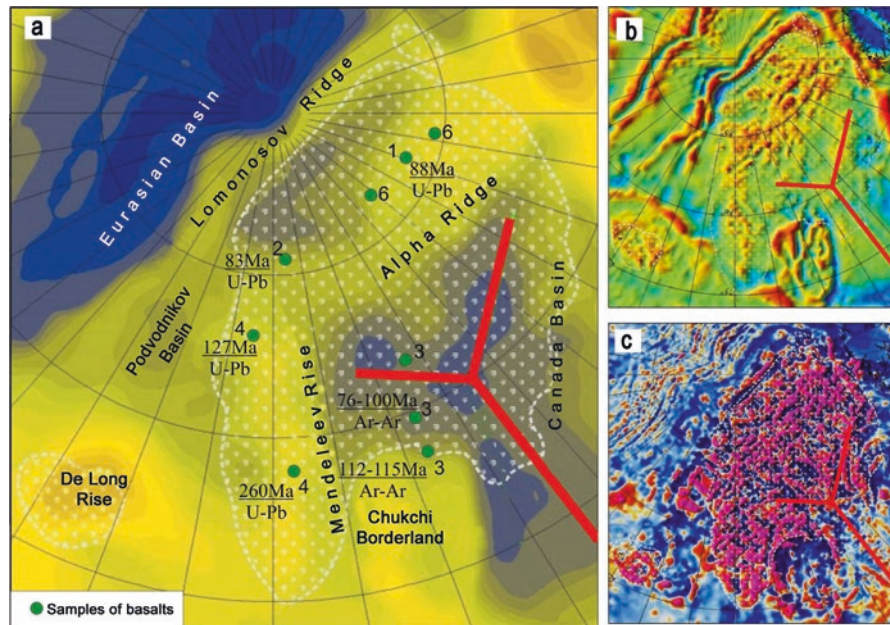 a
b
c
Eurasian Basin
Lomonosov Ridge
6
1
88Ma
U-Pb
6
Alpha Ridge
2
83Ma
U-Pb
Podvodnikov
Basin
4
127Ma
U-Pb
Mendeleev Rise
3
Canada Basin
76-100Ma
3
Ar-Ar
112-115Ma
3
Ar-Ar
De Long
Rise
260Ma
4
U-Pb
Chukchi
Borderland
Samples of basalts